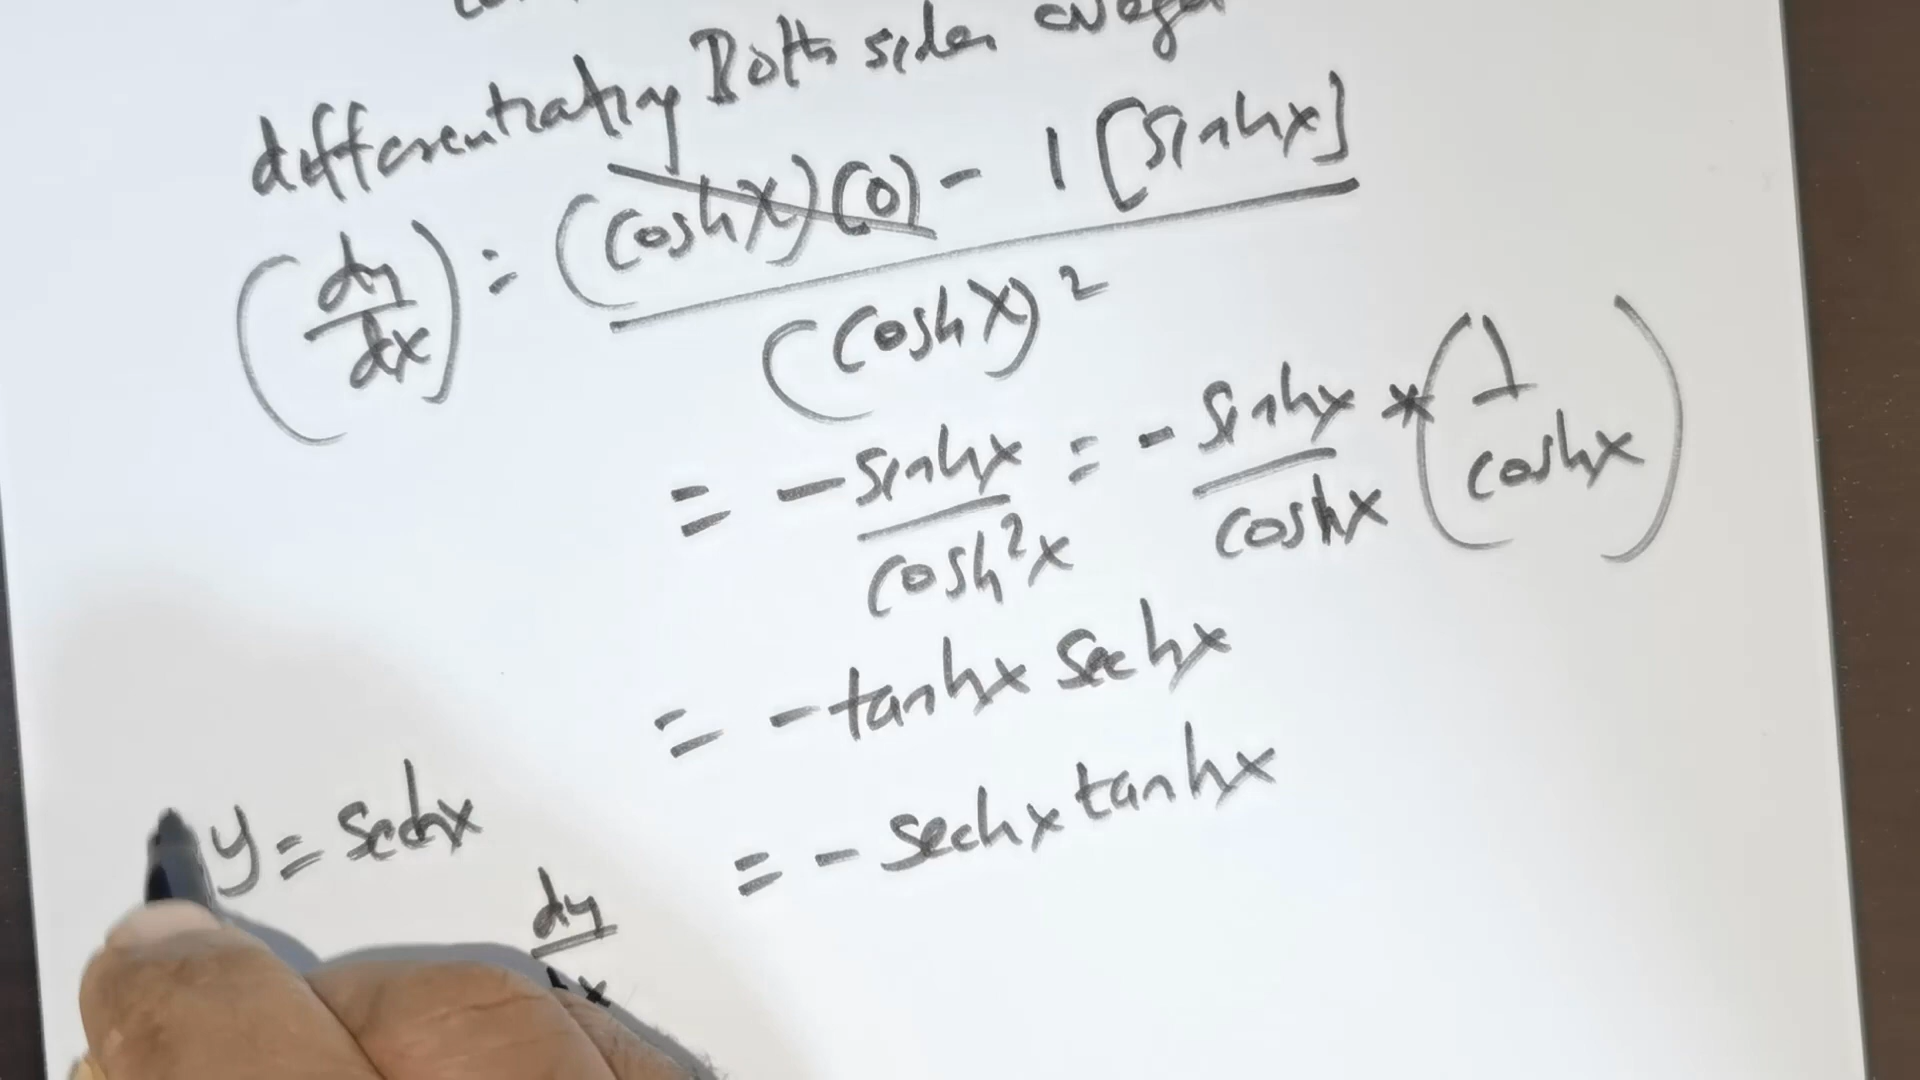 differentiating Both sides
(dy/dx) = ((coshx)(0) - 1[sinhx])/(coshx)²
= -sinhx/cosh²x = -sinhx/coshx * (1/coshx)
= -tanhx sechx
y = sechx
= -sechx tanhx
dy/dx